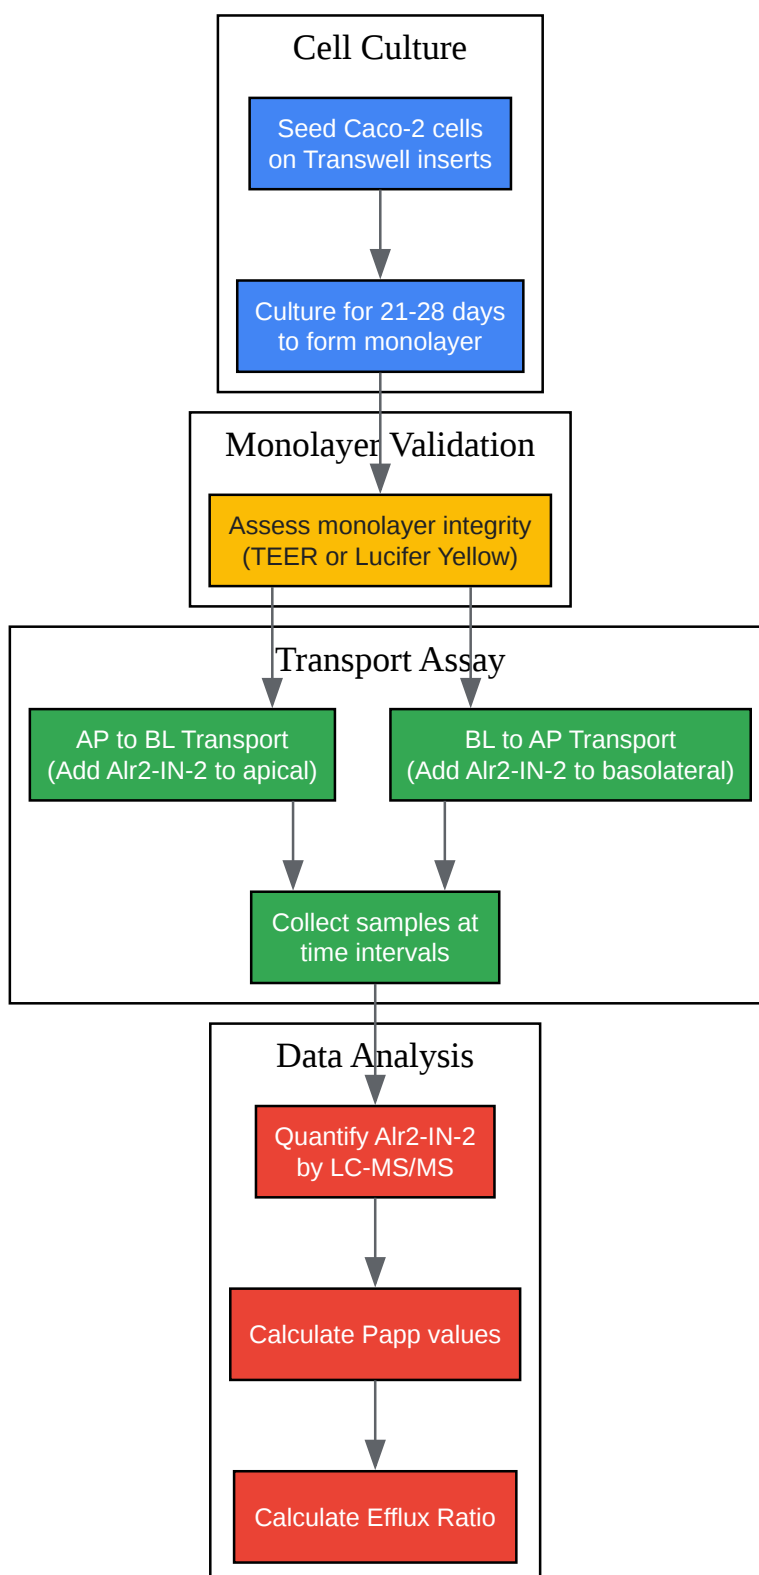 Cell Culture
Seed Caco-2 cells
on Transwell inserts
Culture for 21-28 days
to form monolayer
Monolayer Validation
Assess monolayer integrity
(TEER or Lucifer Yellow)
Transport Assay
AP to BL Transport
(Add Alr2-IN-2 to apical)
BL to AP Transport
(Add Alr2-IN-2 to basolateral)
Collect samples at
time intervals
Data Analysis
Quantify Alr2-IN-2
by LC-MS/MS
Calculate Papp values
Calculate Efflux Ratio